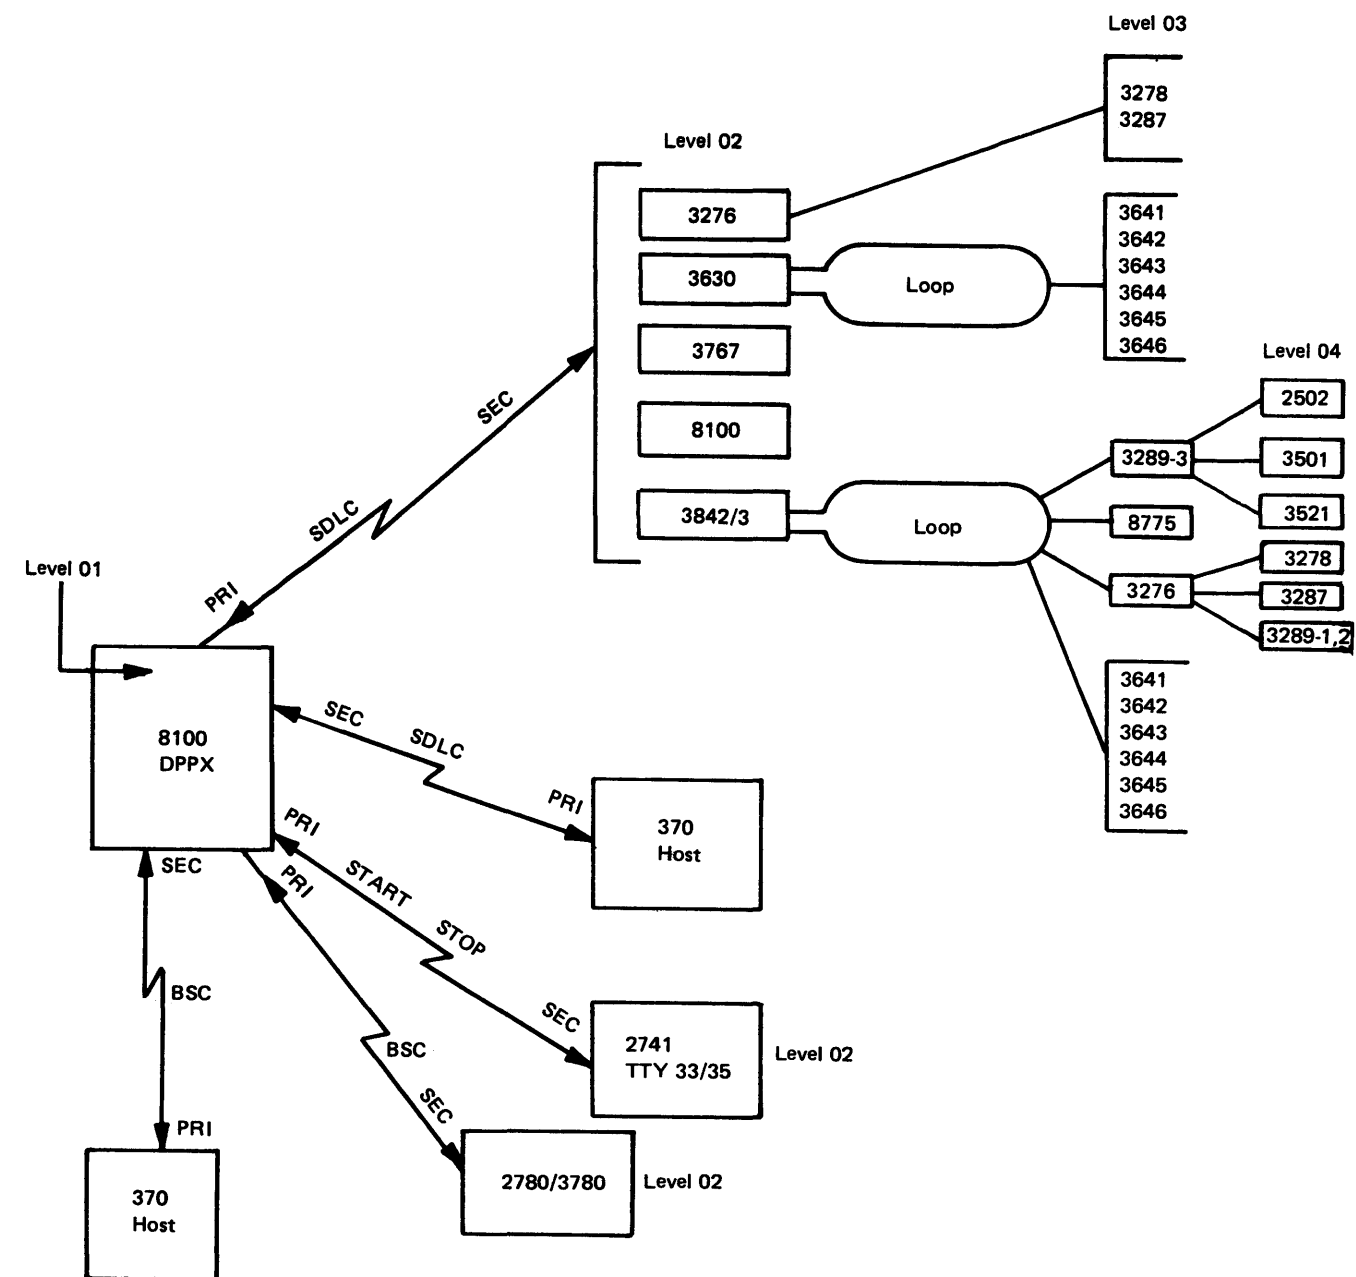 Level 03
3278
3287
Level 02
3276
3630
Loop
3641
3642
3643
3644
3645
3646
3767
8100
3842/3
Loop
Level 04
3289-3
2502
3501
3521
8775
3276
3278
3287
3289-1,2
3641
3642
3643
3644
3645
3646
SEC
SDLC
PRI
Level 01
8100
DPPX
SEC
SDLC
PRI
370
Host
PRI
START
STOP
SEC
2741
TTY 33/35
Level 02
PRI
BSC
SEC
2780/3780
Level 02
SEC
BSC
PRI
370
Host